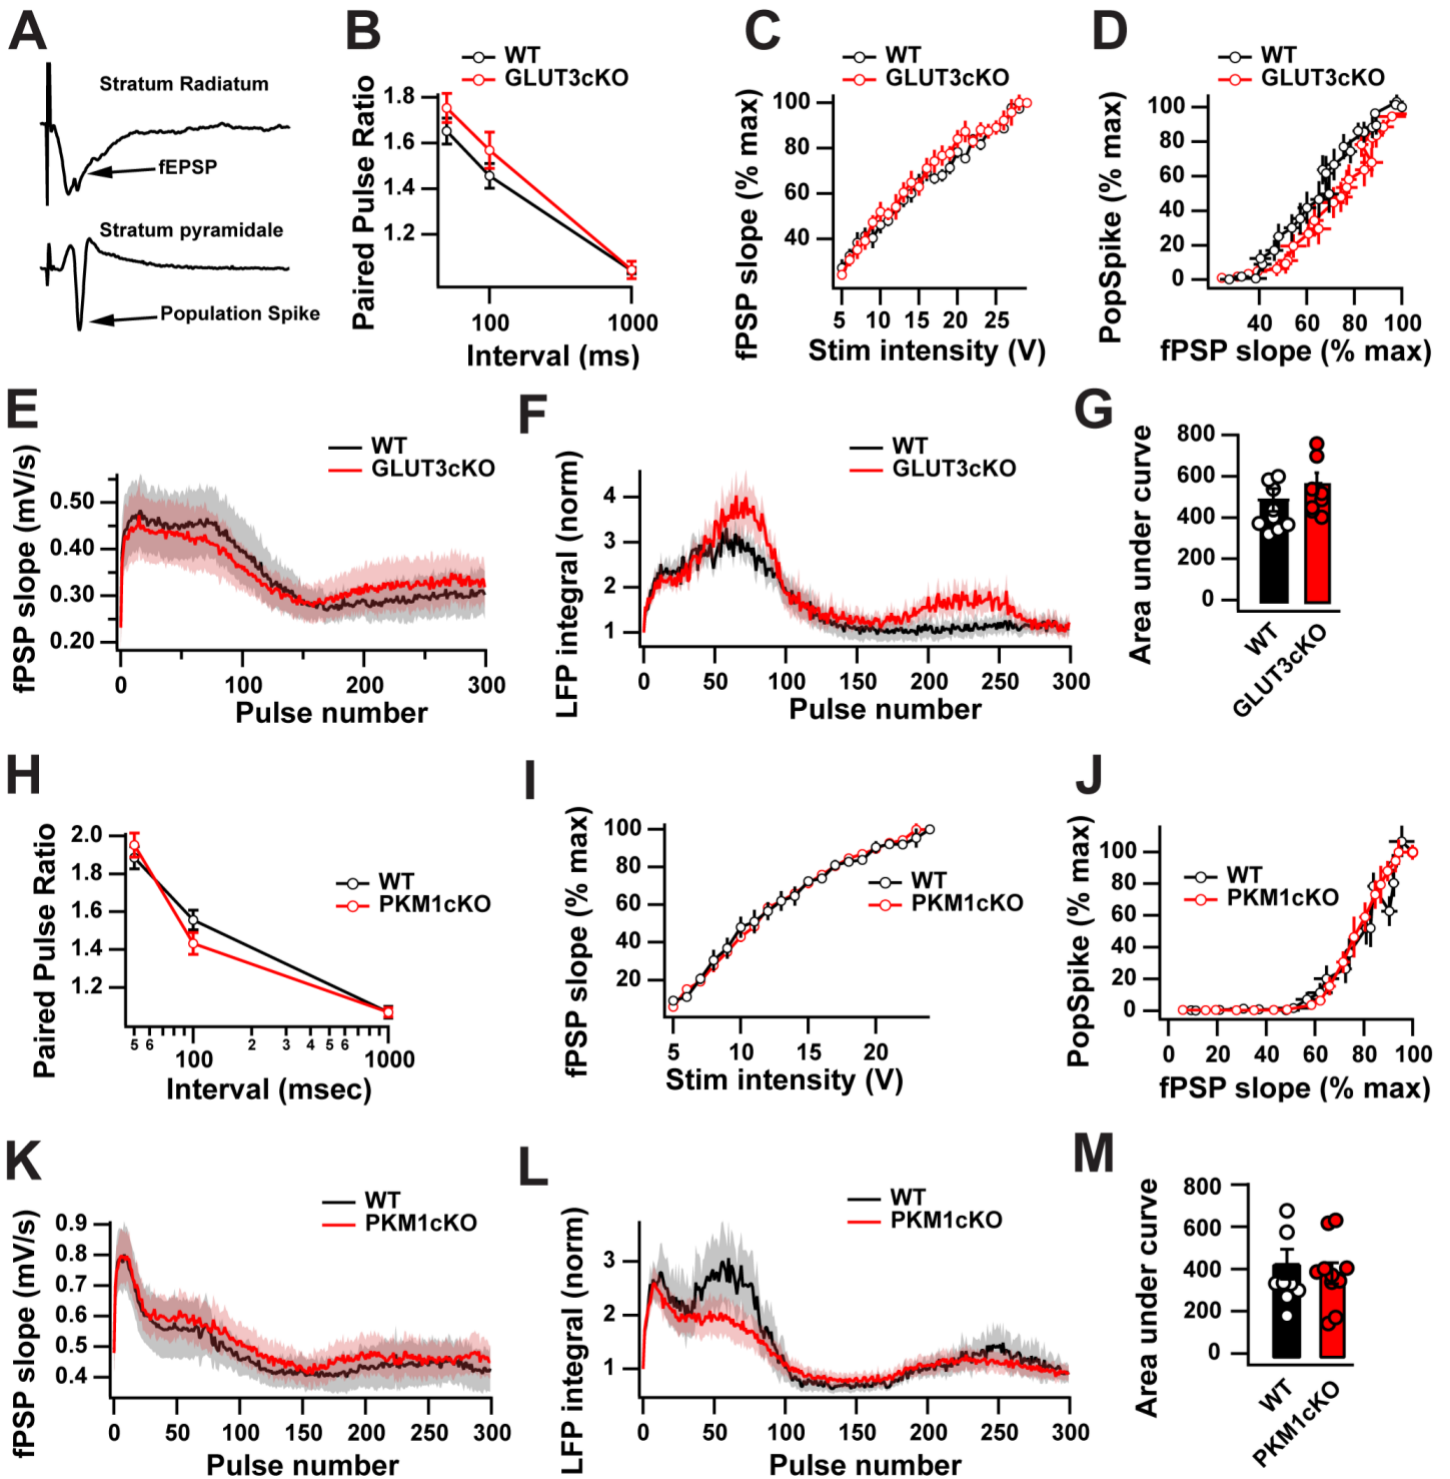 A
Stratum Radiatum
fEPSP
Stratum pyramidale
Population Spike
B
WT
GLUT3cKO
Paired Pulse Ratio
1.8
1.6
1.4
1.2
100
1000
Interval (ms)
C
WT
GLUT3cKO
fPSP slope (% max)
100
80
60
40
5
10
15
20
25
Stim intensity (V)
D
WT
GLUT3cKO
PopSpike (% max)
100
80
60
40
20
0
40
60
80
100
fPSP slope (% max)
E
WT
GLUT3cKO
fPSP slope (mV/s)
0.50
0.40
0.30
0.20
0
100
200
300
Pulse number
F
WT
GLUT3cKO
LFP integral (norm)
4
3
2
1
0
50
100
150
200
250
300
Pulse number
G
Area under curve
800
600
400
200
0
WT
GLUT3cKO
H
WT
PKM1cKO
Paired Pulse Ratio
2.0
1.8
1.6
1.4
1.2
5
6
100
2
3
4
5
6
1000
Interval (msec)
I
WT
PKM1cKO
fPSP slope (% max)
100
80
60
40
20
5
10
15
20
Stim intensity (V)
J
WT
PKM1cKO
PopSpike (% max)
100
80
60
40
20
0
0
20
40
60
80
100
fPSP slope (% max)
K
WT
PKM1cKO
fPSP slope (mV/s)
0.9
0.8
0.7
0.6
0.5
0.4
0
50
100
150
200
250
300
Pulse number
L
WT
PKM1cKO
LFP integral (norm)
3
2
1
0
50
100
150
200
250
300
Pulse number
M
Area under curve
800
600
400
200
0
WT
PKM1cKO